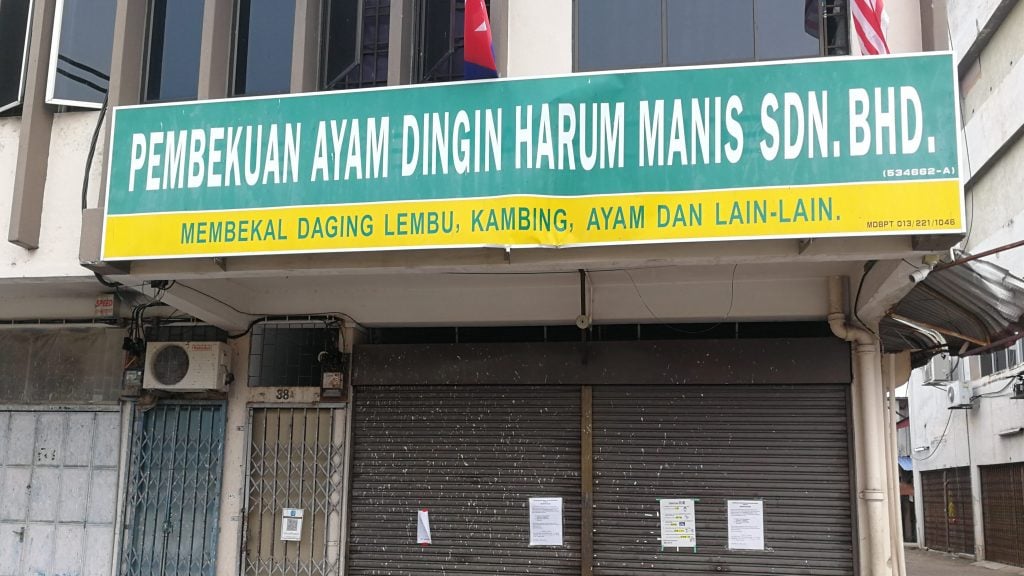 PEMBEKUAN AYAM DINGIN HARUM MANIS SDN. BHD.
(534662-A)
MEMBEKAL DAGING LEMBU, KAMBING, AYAM DAN LAIN-LAIN.
MDBPT 013/221/1046
SPEED
38A